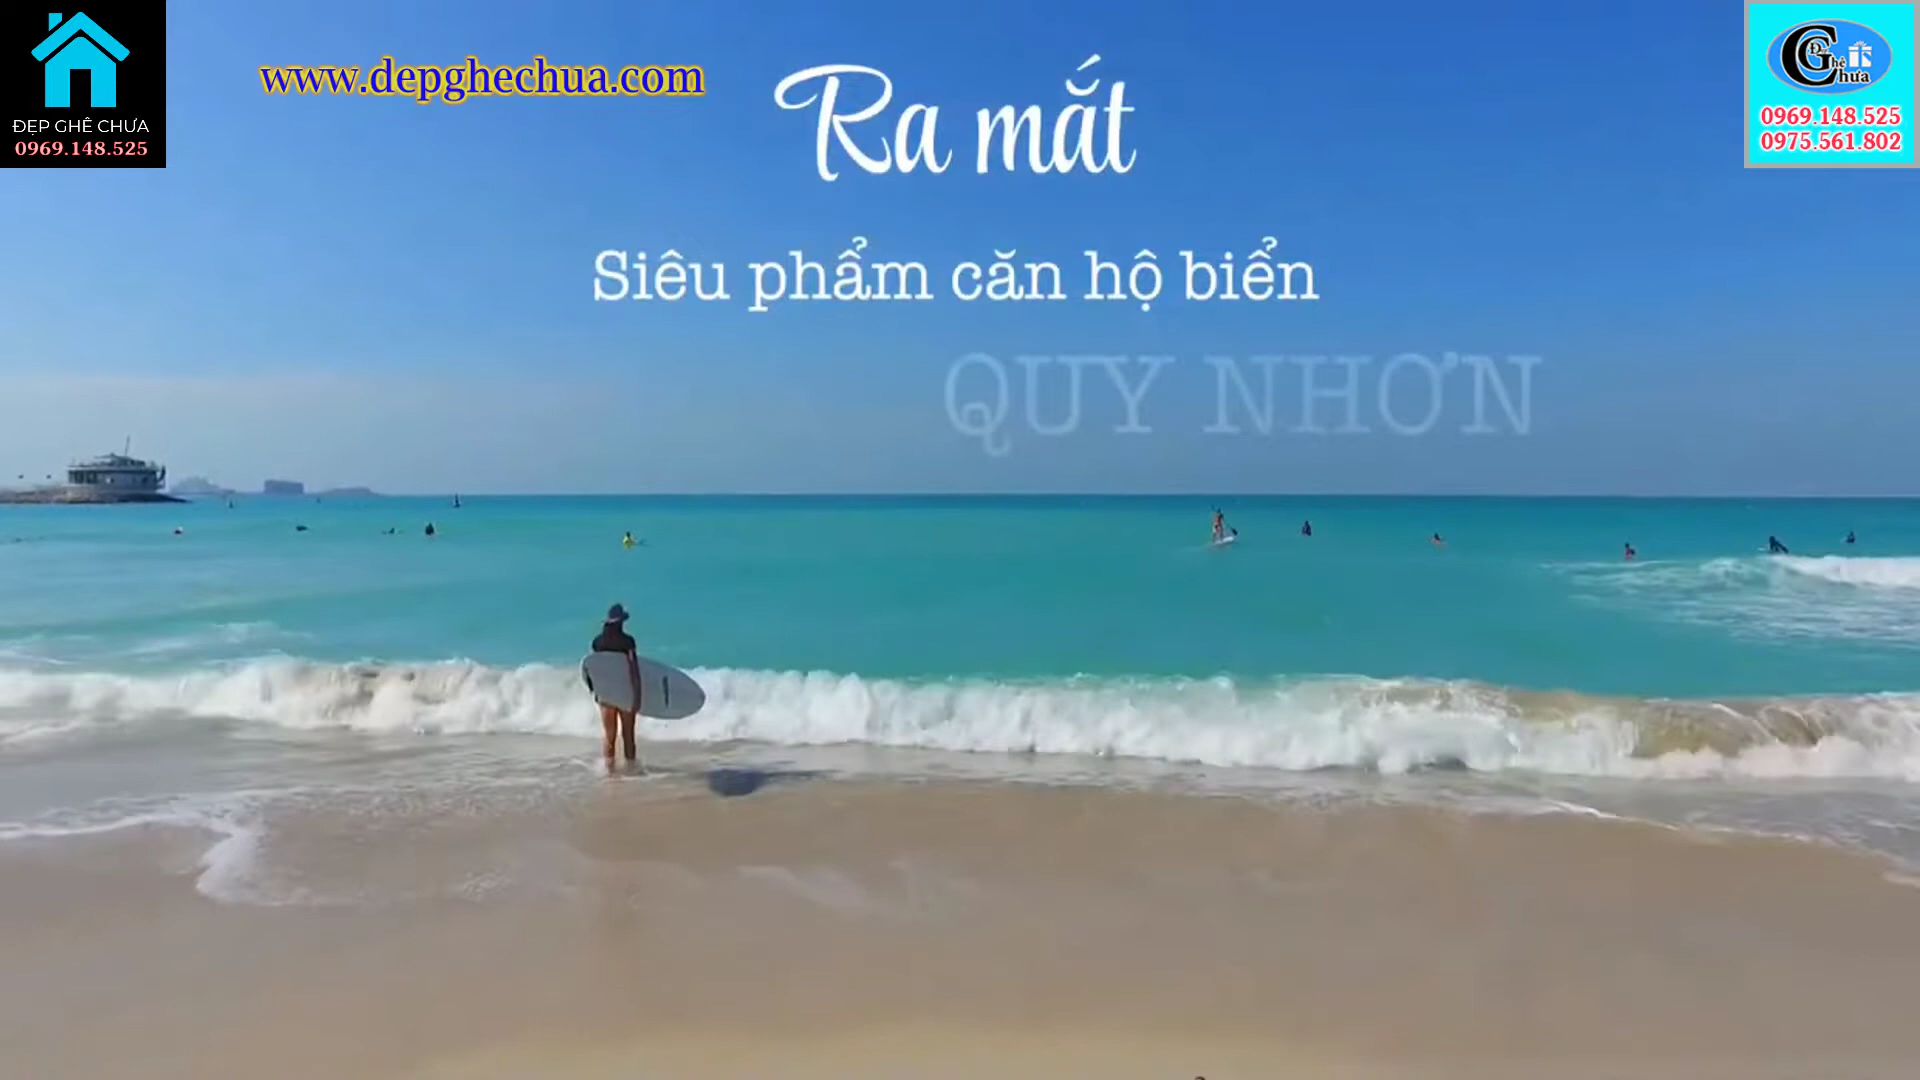 ĐẸP GHÊ CHƯA
0969.148.525
www.depghechua.com
Ra mắt
Siêu phẩm căn hộ biển
QUY NHƠN
Đẹp
Ghê
Chưa
0969.148.525
0975.561.802